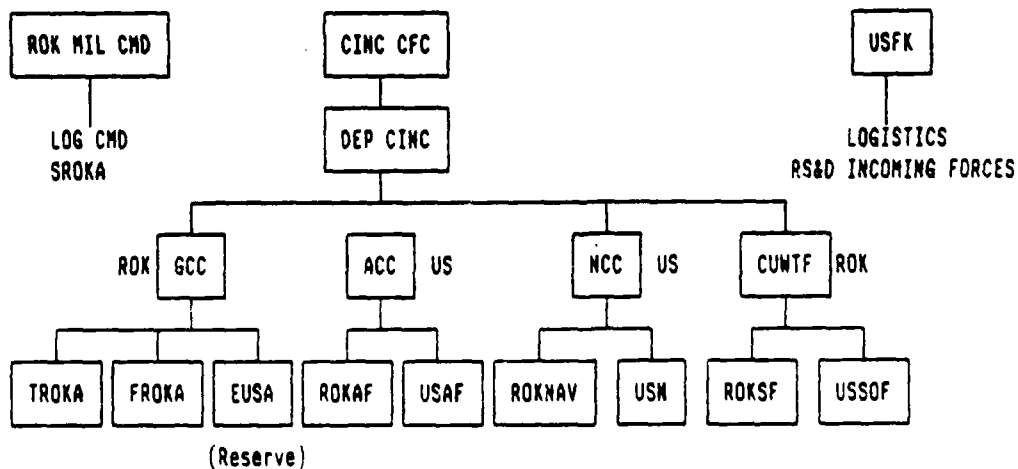 ROK MIL CMD
CINC CFC
USFK
LOG CMD
SROKA
DEP CINC
LOGISTICS
RS&D INCOMING FORCES
ROK GCC
ACC US
NCC US
CUWTF ROK
TROKA
FROKA
EUSA
ROKAF
USAF
ROKNAV
USN
ROKSF
USSOF
(Reserve)